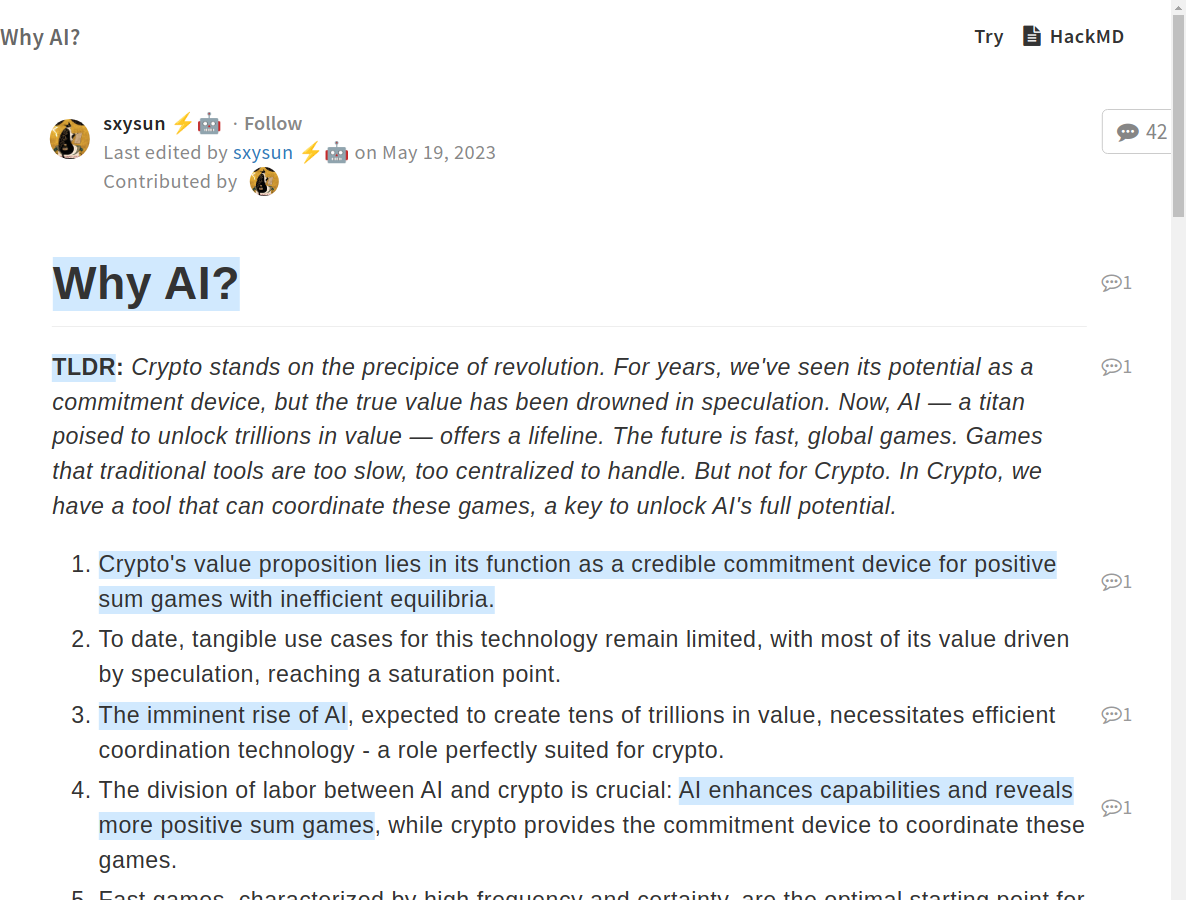 Why AI?
Try HackMD
sxysun ⚡🤖 · Follow
42
Last edited by sxysun ⚡🤖 on May 19, 2023
Contributed by
Why AI?
1
TLDR: Crypto stands on the precipice of revolution. For years, we've seen its potential as a
1
commitment device, but the true value has been drowned in speculation. Now, AI — a titan
poised to unlock trillions in value — offers a lifeline. The future is fast, global games. Games
that traditional tools are too slow, too centralized to handle. But not for Crypto. In Crypto, we
have a tool that can coordinate these games, a key to unlock AI's full potential.
1. Crypto's value proposition lies in its function as a credible commitment device for positive
sum games with inefficient equilibria.
1
2. To date, tangible use cases for this technology remain limited, with most of its value driven
by speculation, reaching a saturation point.
3. The imminent rise of AI, expected to create tens of trillions in value, necessitates efficient
1
coordination technology - a role perfectly suited for crypto.
4. The division of labor between AI and crypto is crucial: AI enhances capabilities and reveals
1
more positive sum games, while crypto provides the commitment device to coordinate these
games.
5. Fast games, characterized by high frequency and certainty, are the optimal starting point for